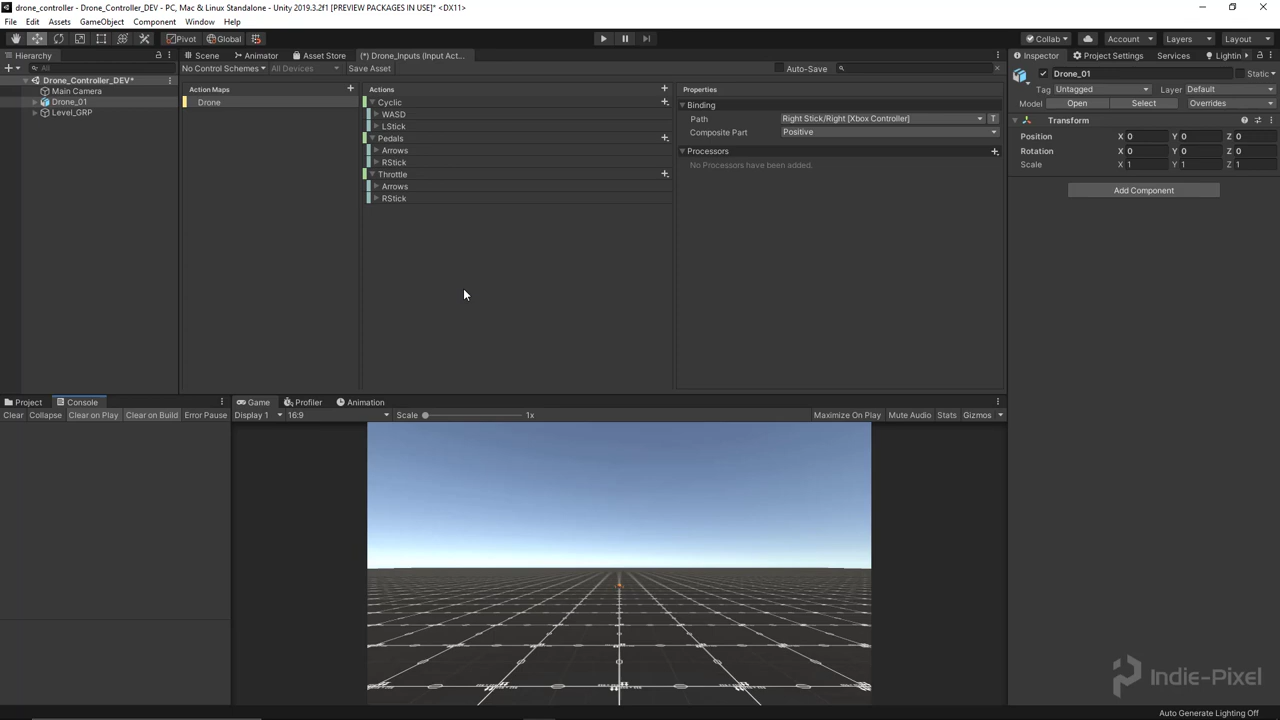 drone_controller - Drone_Controller_DEV - PC, Mac & Linux Standalone - Unity 2019.3.2f1 [PREVIEW PACKAGES IN USE]* <DX11>
File Edit Assets GameObject Component Window Help
Pivot Global Collab Account Layers Layout
Hierarchy Scene Animator Asset Store (*) Drone_Inputs (Input Act... Inspector Project Settings Services Lightin
All No Control Schemes All Devices Save Asset Auto-Save
Drone_Controller_DEV*
Main Camera
Drone_01
Level_GRP
Action Maps
Drone
Actions
Cyclic
WASD
LStick
Pedals
Arrows
RStick
Throttle
Arrows
RStick
Properties
Binding
Path Right Stick/Right [Xbox Controller] T
Composite Part Positive
Processors
No Processors have been added.
Drone_01 Static
Tag Untagged Layer Default
Model Open Select Overrides
Transform
Position X 0 Y 0 Z 0
Rotation X 0 Y 0 Z 0
Scale X 1 Y 1 Z 1
Add Component
Project Console
Clear Collapse Clear on Play Clear on Build Error Pause
Game Profiler Animation
Display 1 16:9 Scale 1x Maximize On Play Mute Audio Stats Gizmos
Indie-Pixel
Auto Generate Lighting Off